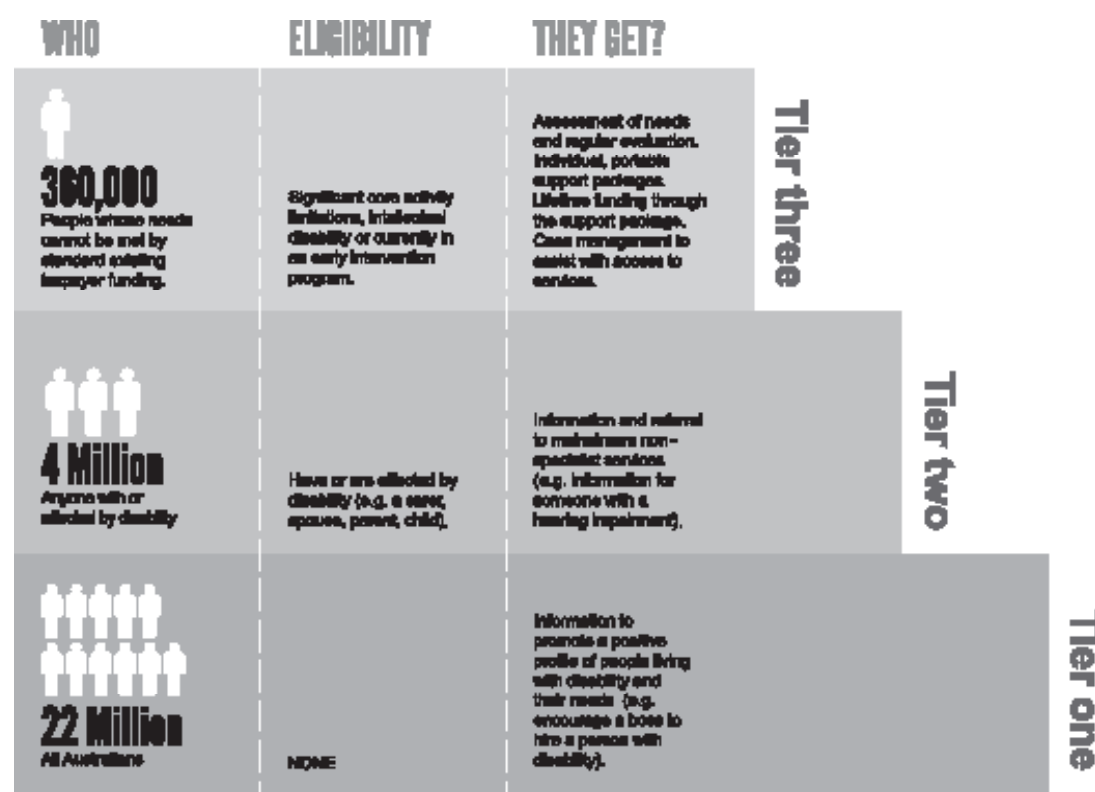 WHO
ELIGIBILITY
THEY GET?
360,000
People whose needs
cannot be met by
standard existing
taxpayer funding.
Significant core activity
limitations, intellectual
disability or currently in
an early intervention
program.
Assessment of needs
and regular evaluation.
Individual, portable
support packages.
Lifetime funding through
the support package.
Case management to
assist with access to
services.
Tier three
4 Million
Anyone with or
affected by disability
Have or are affected by
disability (e.g. a carer,
spouse, parent, child).
Information and referral
to mainstream non-
specialist services
(e.g. information for
someone with a
hearing impairment).
Tier two
22 Million
All Australians
NONE
Information to
promote a positive
profile of people living
with disability and
their needs (e.g.
encourage a boss to
hire a person with
disability).
Tier one